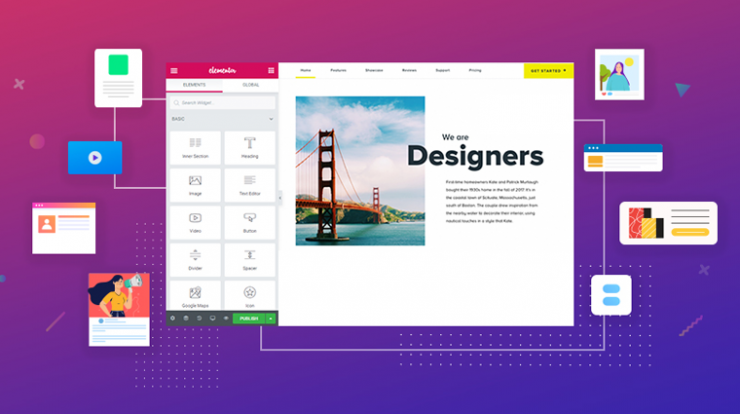 elementor
Home
Features
Showcase
Reviews
Support
Pricing
GET STARTED
ELEMENTS
GLOBAL
Search Widget
BASIC
Inner Section
Heading
Image
Text Editor
Video
Button
Divider
Spacer
Google Maps
Icon
PUBLISH
We are
Designers
First-time homeowners Kate and Patrick Murtaugh
bought their 1930s home in the fall of 2017. It's in
the coastal town of Scituate, Massachusetts, just
south of Boston. The couple drew inspiration from
the nearby water to decorate their interior, using
nautical touches in a style that Kate.